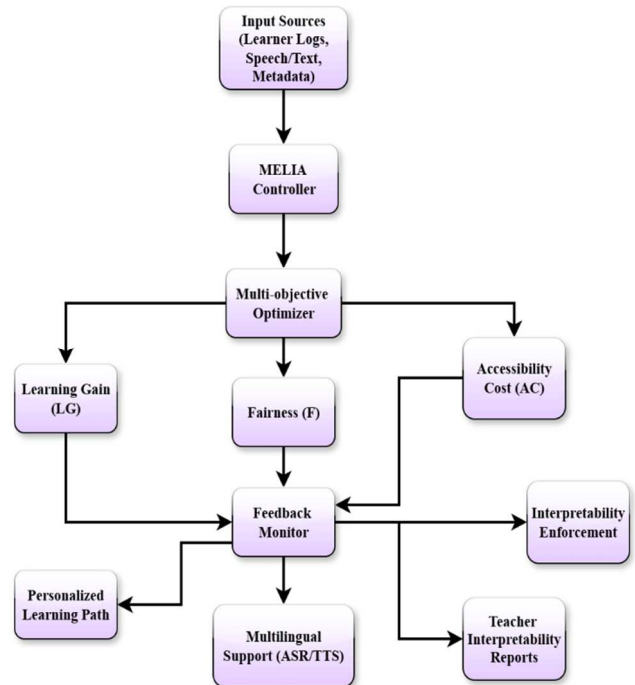 Input Sources
(Learner Logs,
Speech/Text,
Metadata)
MELIA
Controller
Multi-objective
Optimizer
Learning Gain
(LG)
Fairness (F)
Accessibility
Cost (AC)
Feedback
Monitor
Interpretability
Enforcement
Personalized
Learning Path
Multilingual
Support (ASR/TTS)
Teacher
Interpretability
Reports